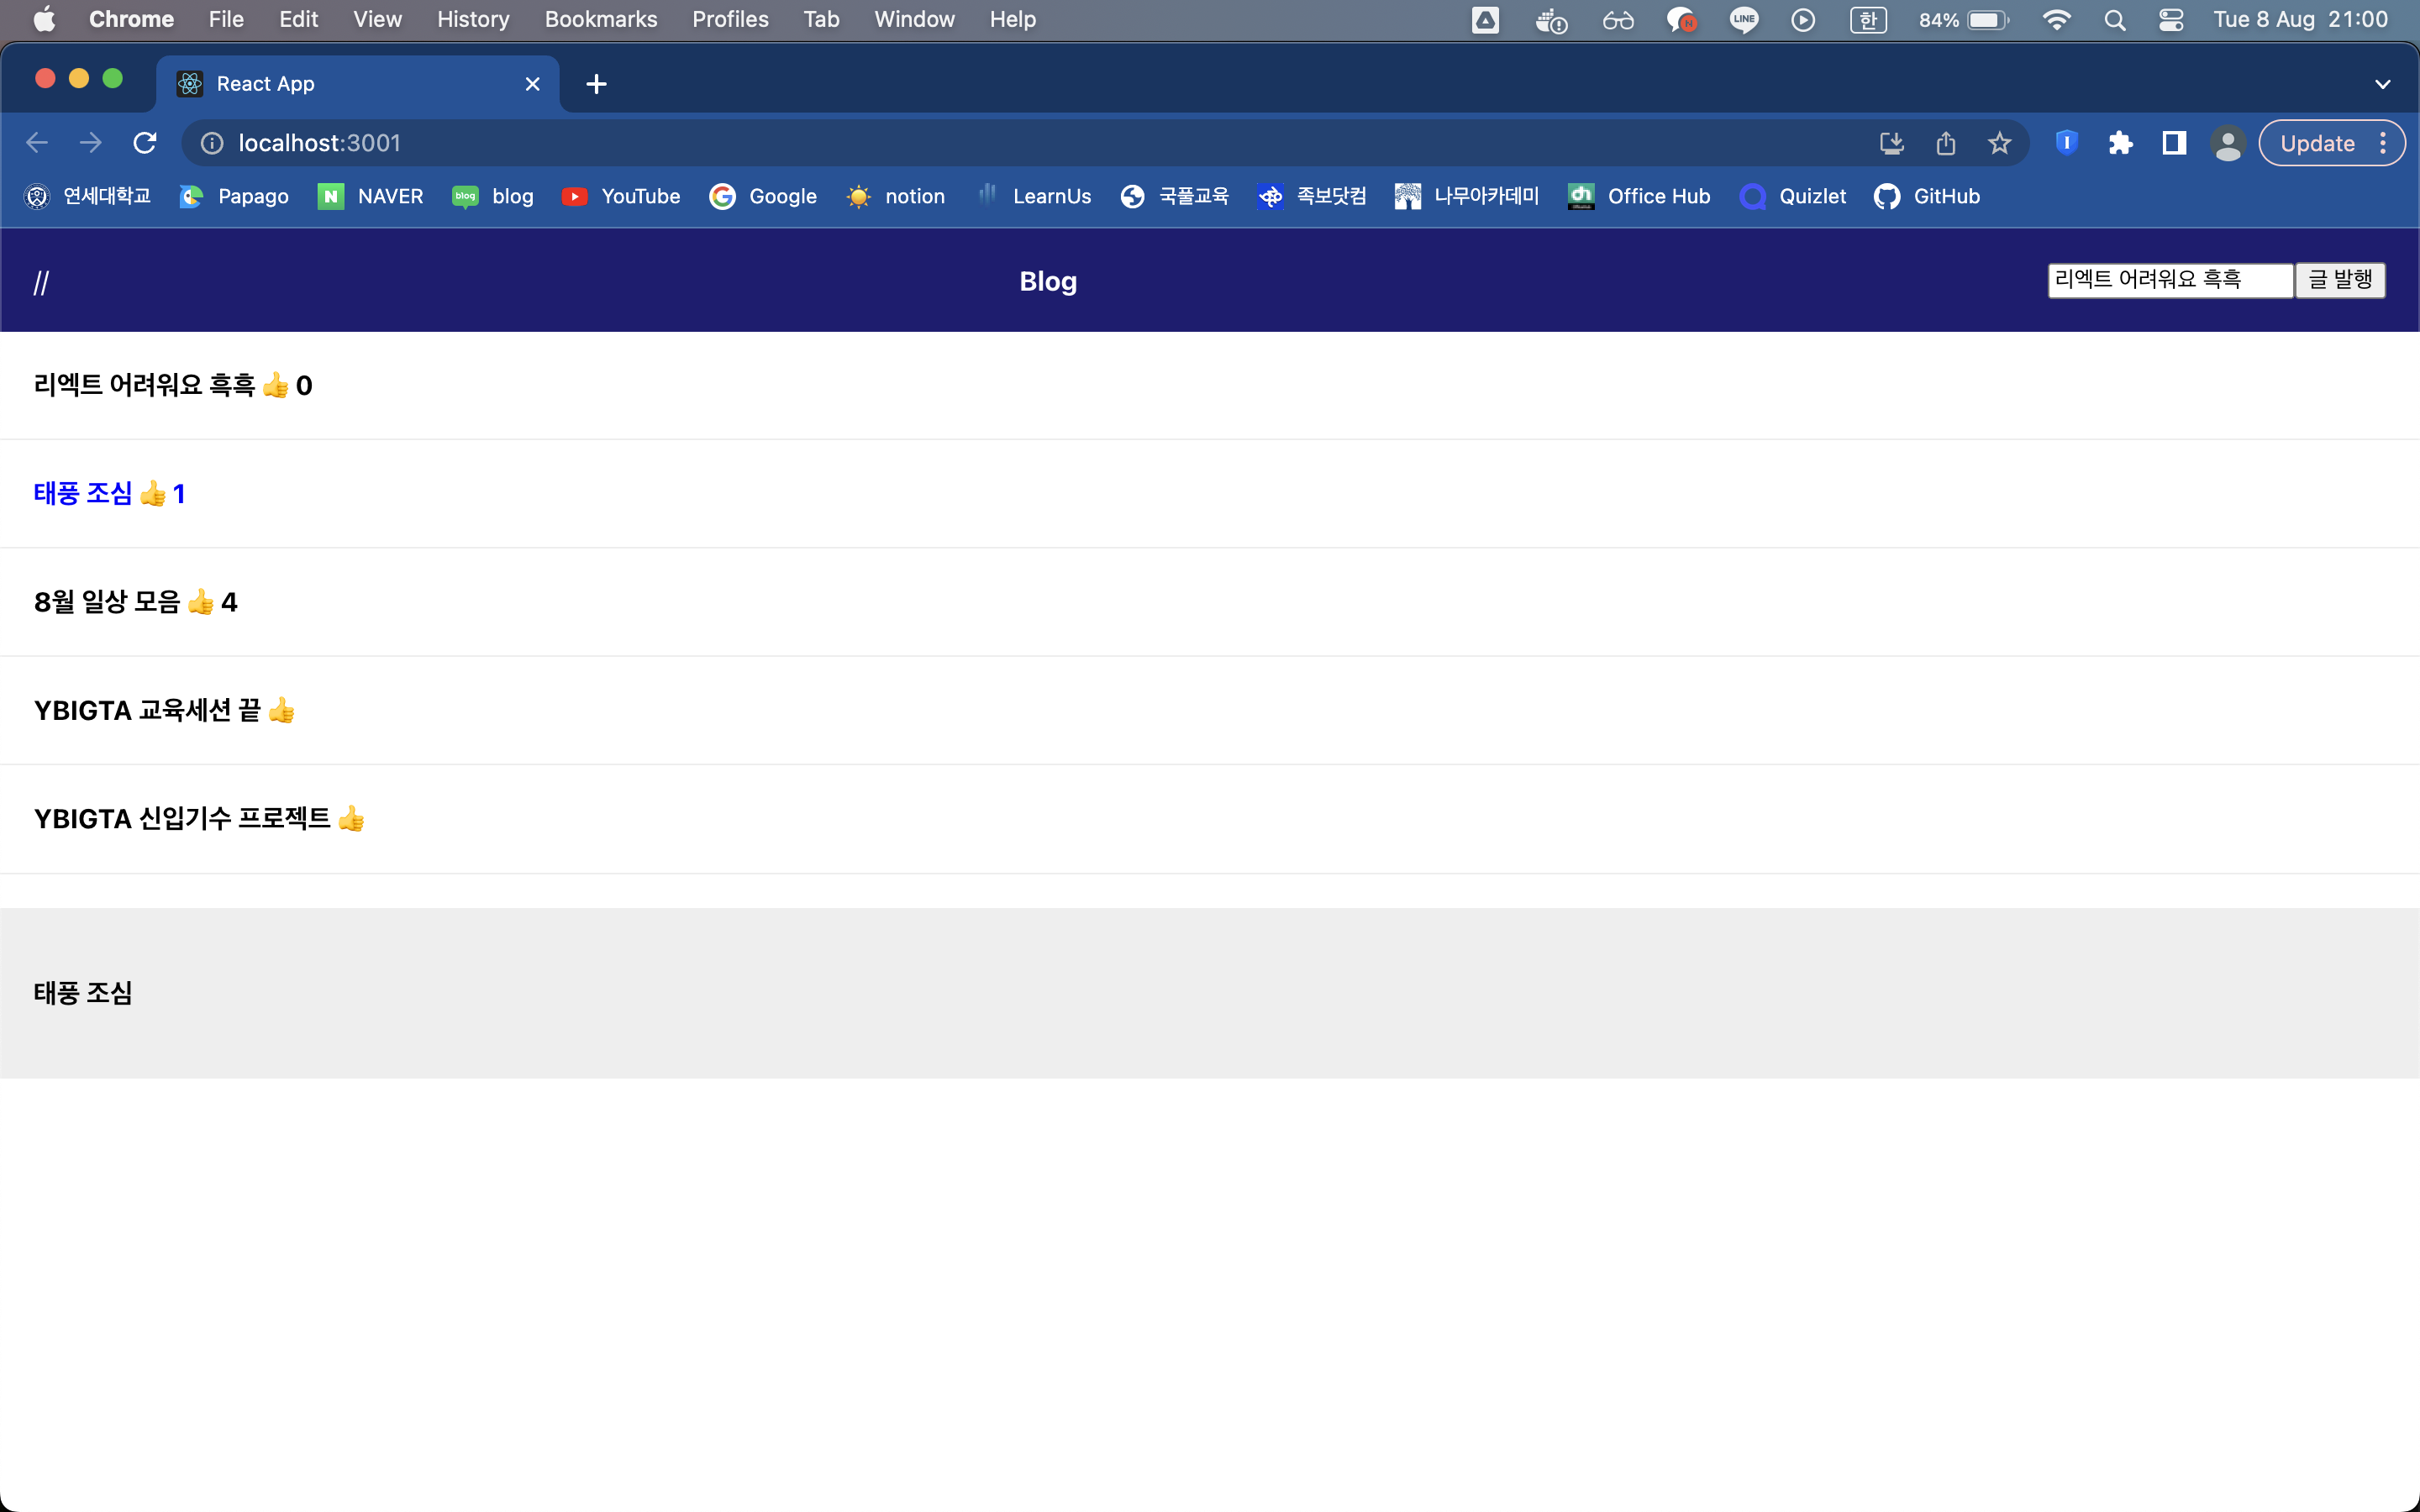 Chrome File Edit View History Bookmarks Profiles Tab Window Help N LINE 한 84% Tue 8 Aug 21:00
React App
localhost:3001 Update
연세대학교 Papago N NAVER blog blog YouTube Google notion LearnUs 국풀교육 족보닷컴 나무아카데미 dh Office Hub Quizlet GitHub
// Blog 리엑트 어려워요 흑흑 글 발행
리엑트 어려워요 흑흑 👍 0
태풍 조심 👍 1
8월 일상 모음 👍 4
YBIGTA 교육세션 끝 👍
YBIGTA 신입기수 프로젝트 👍
태풍 조심